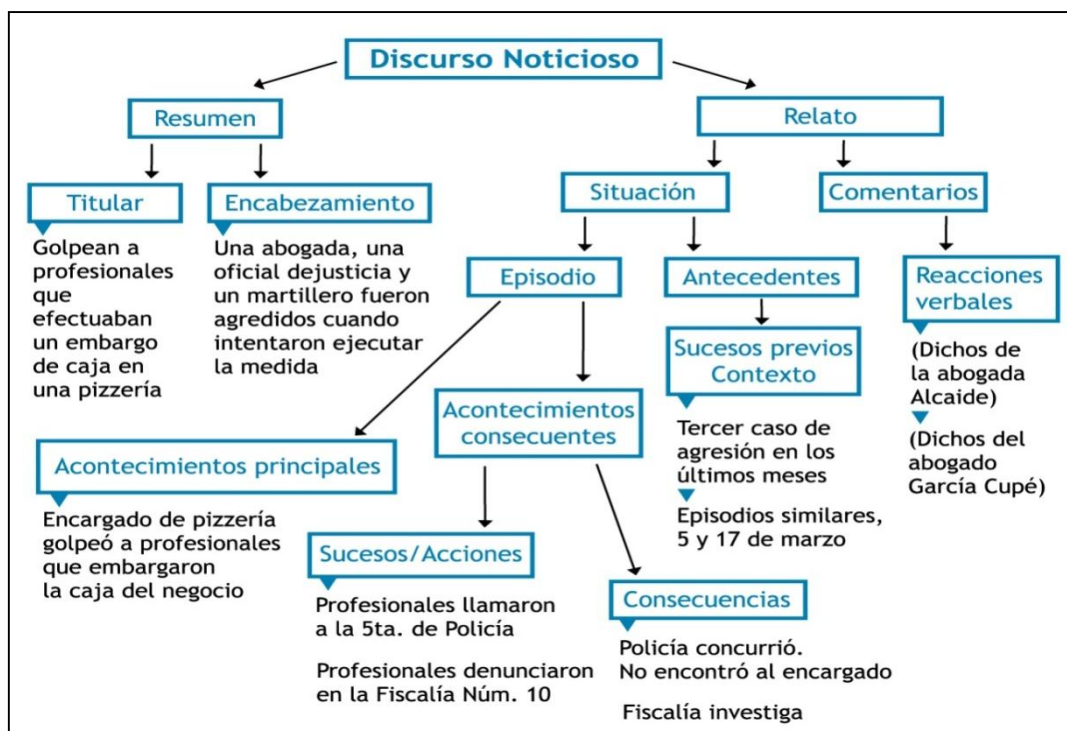 Discurso Noticioso
Resumen
Relato
Titular
Golpean a
profesionales
que
efectuaban
un embargo
de caja en
una pizzería
Encabezamiento
Una abogada, una
oficial dejusticia y
un martillero fueron
agredidos cuando
intentaron ejecutar
la medida
Situación
Comentarios
Episodio
Antecedentes
Reacciones
verbales
(Dichos de
la abogada
Alcaide)
(Dichos del
abogado
García Cupé)
Sucesos previos
Contexto
Tercer caso de
agresión en los
últimos meses
Episodios similares,
5 y 17 de marzo
Acontecimientos
consecuentes
Acontecimientos principales
Encargado de pizzería
golpeó a profesionales
que embargaron
la caja del negocio
Sucesos/Acciones
Profesionales llamaron
a la 5ta. de Policía
Profesionales denunciaron
en la Fiscalía Núm. 10
Consecuencias
Policía concurrió.
No encontró al encargado
Fiscalía investiga